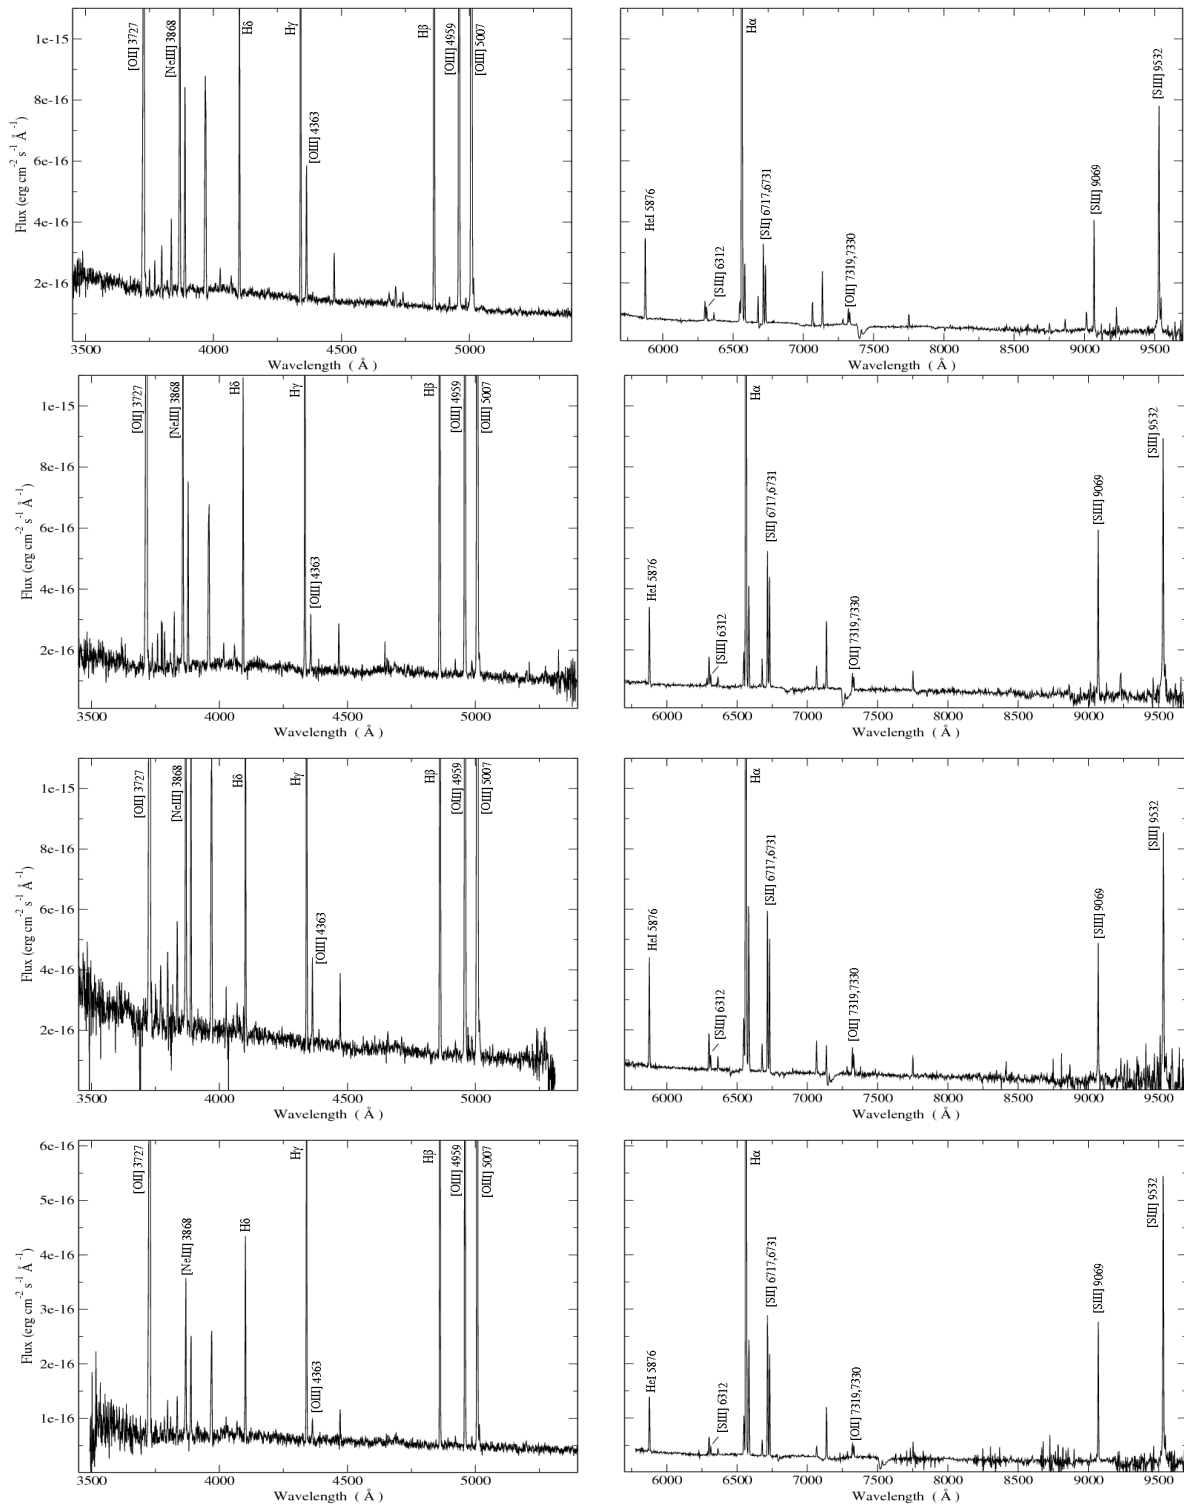 Flux (erg cm⁻² s⁻¹ Å⁻¹)
1e-15
8e-16
6e-16
4e-16
2e-16
[OII] 3727
[NeIII] 3868
Hδ
Hγ
[OIII] 4363
Hβ
[OIII] 4959
[OIII] 5007
3500 4000 4500 5000
Wavelength ( Å )
HeI 5876
[SIII] 6312
Hα
[SII] 6717,6731
[OII] 7319,7330
[SIII] 9069
[SIII] 9532
6000 6500 7000 7500 8000 8500 9000 9500
Wavelength ( Å )
Flux (erg cm⁻² s⁻¹ Å⁻¹)
1e-15
8e-16
6e-16
4e-16
2e-16
[OII] 3727
[NeIII] 3868
Hδ
Hγ
[OIII] 4363
Hβ
[OIII] 4959
[OIII] 5007
3500 4000 4500 5000
Wavelength ( Å )
HeI 5876
[SIII] 6312
Hα
[SII] 6717,6731
[OII] 7319,7330
[SIII] 9069
[SIII] 9532
6000 6500 7000 7500 8000 8500 9000 9500
Wavelength ( Å )
Flux (erg cm⁻² s⁻¹ Å⁻¹)
1e-15
8e-16
6e-16
4e-16
2e-16
[OII] 3727
[NeIII] 3868
Hδ
Hγ
[OIII] 4363
Hβ
[OIII] 4959
[OIII] 5007
3500 4000 4500 5000
Wavelength ( Å )
HeI 5876
[SIII] 6312
Hα
[SII] 6717,6731
[OII] 7319,7330
[SIII] 9069
[SIII] 9532
6000 6500 7000 7500 8000 8500 9000 9500
Wavelength ( Å )
Flux (erg cm⁻² s⁻¹ Å⁻¹)
6e-16
5e-16
4e-16
3e-16
2e-16
1e-16
[OII] 3727
[NeIII] 3868
Hδ
Hγ
[OIII] 4363
Hβ
[OIII] 4959
[OIII] 5007
3500 4000 4500 5000
Wavelength ( Å )
HeI 5876
[SIII] 6312
Hα
[SII] 6717,6731
[OII] 7319,7330
[SIII] 9069
[SIII] 9532
6000 6500 7000 7500 8000 8500 9000 9500
Wavelength ( Å )